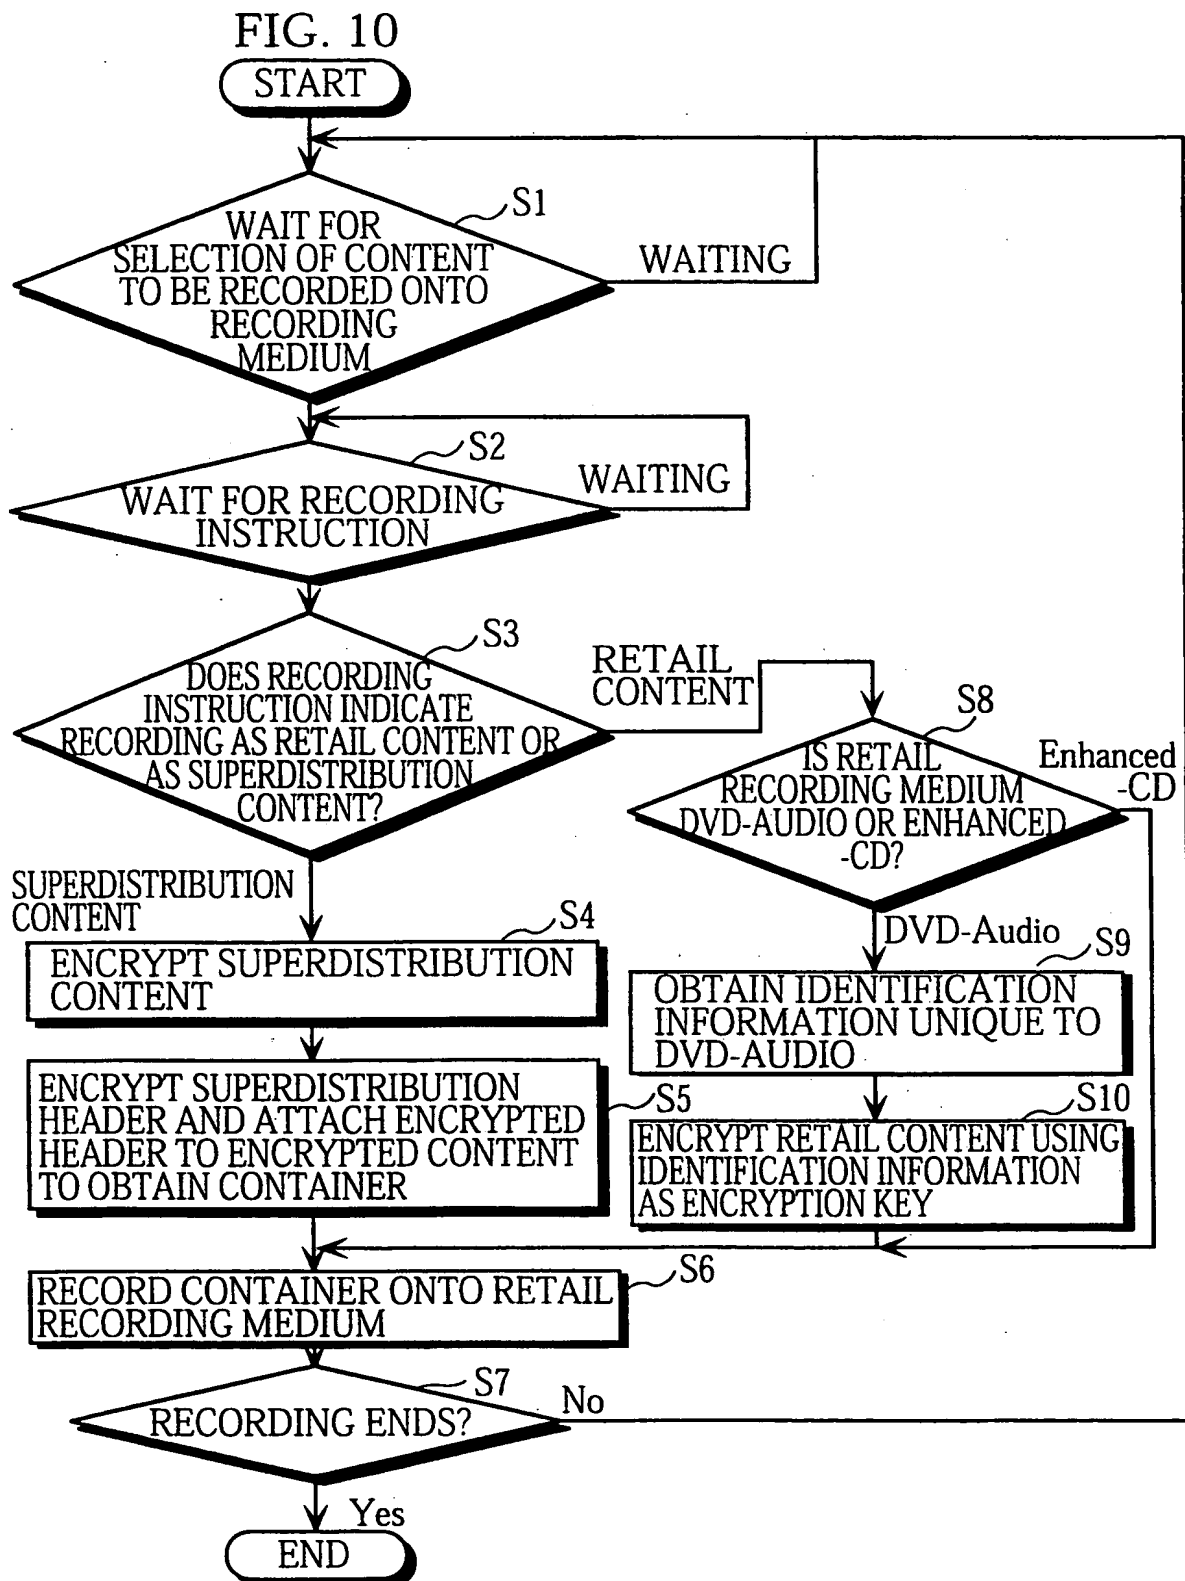 FIG. 10
START
S1
WAIT FOR
SELECTION OF CONTENT
TO BE RECORDED ONTO
RECORDING
MEDIUM
WAITING
S2
WAIT FOR RECORDING
INSTRUCTION
WAITING
S3
DOES RECORDING
INSTRUCTION INDICATE
RECORDING AS RETAIL CONTENT OR
AS SUPERDISTRIBUTION
CONTENT?
RETAIL
CONTENT
S8
IS RETAIL
RECORDING MEDIUM
DVD-AUDIO OR ENHANCED
-CD?
Enhanced
-CD
SUPERDISTRIBUTION
CONTENT
S4
ENCRYPT SUPERDISTRIBUTION
CONTENT
DVD-Audio
S9
OBTAIN IDENTIFICATION
INFORMATION UNIQUE TO
DVD-AUDIO
ENCRYPT SUPERDISTRIBUTION
HEADER AND ATTACH ENCRYPTED
HEADER TO ENCRYPTED CONTENT
TO OBTAIN CONTAINER
S5
S10
ENCRYPT RETAIL CONTENT USING
IDENTIFICATION INFORMATION
AS ENCRYPTION KEY
S6
RECORD CONTAINER ONTO RETAIL
RECORDING MEDIUM
S7
RECORDING ENDS?
No
Yes
END